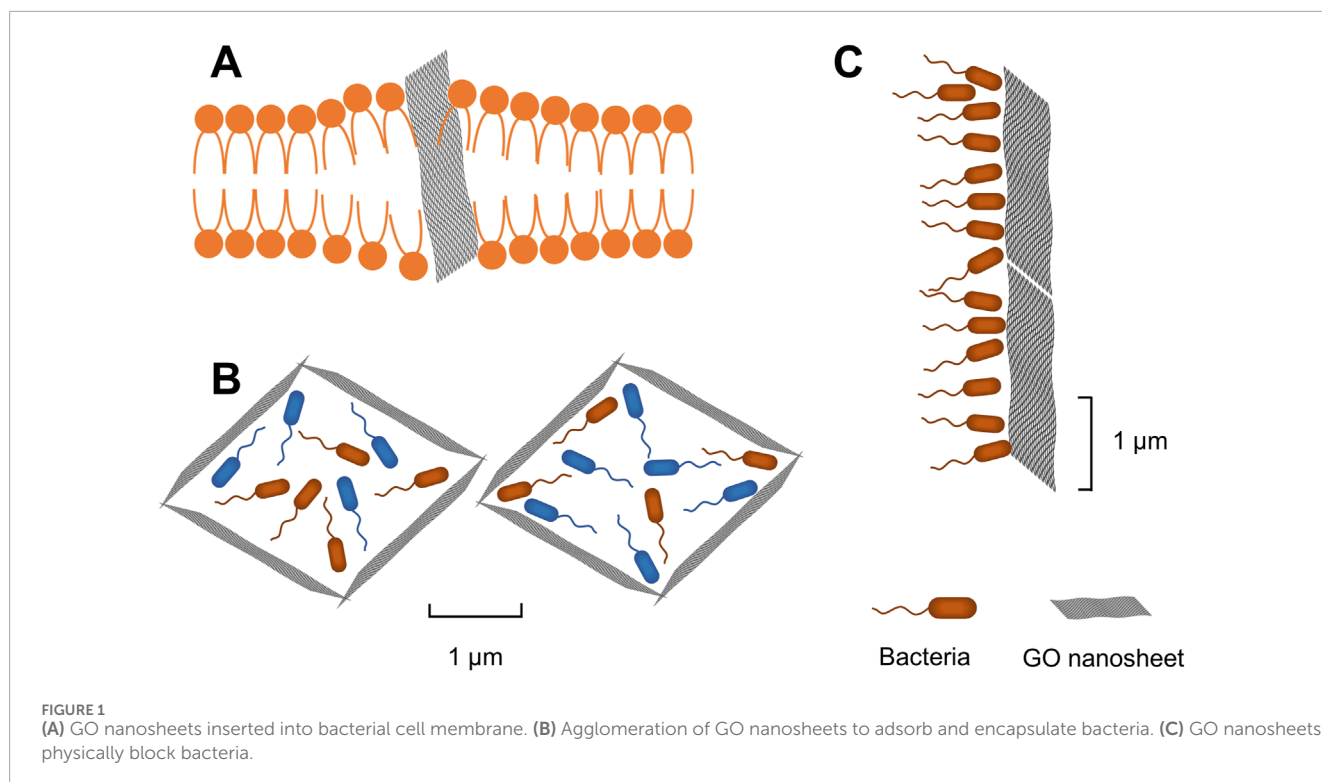 A
C
B
1 μm
1 μm
Bacteria
GO nanosheet
FIGURE 1
(A) GO nanosheets inserted into bacterial cell membrane. (B) Agglomeration of GO nanosheets to adsorb and encapsulate bacteria. (C) GO nanosheets
physically block bacteria.